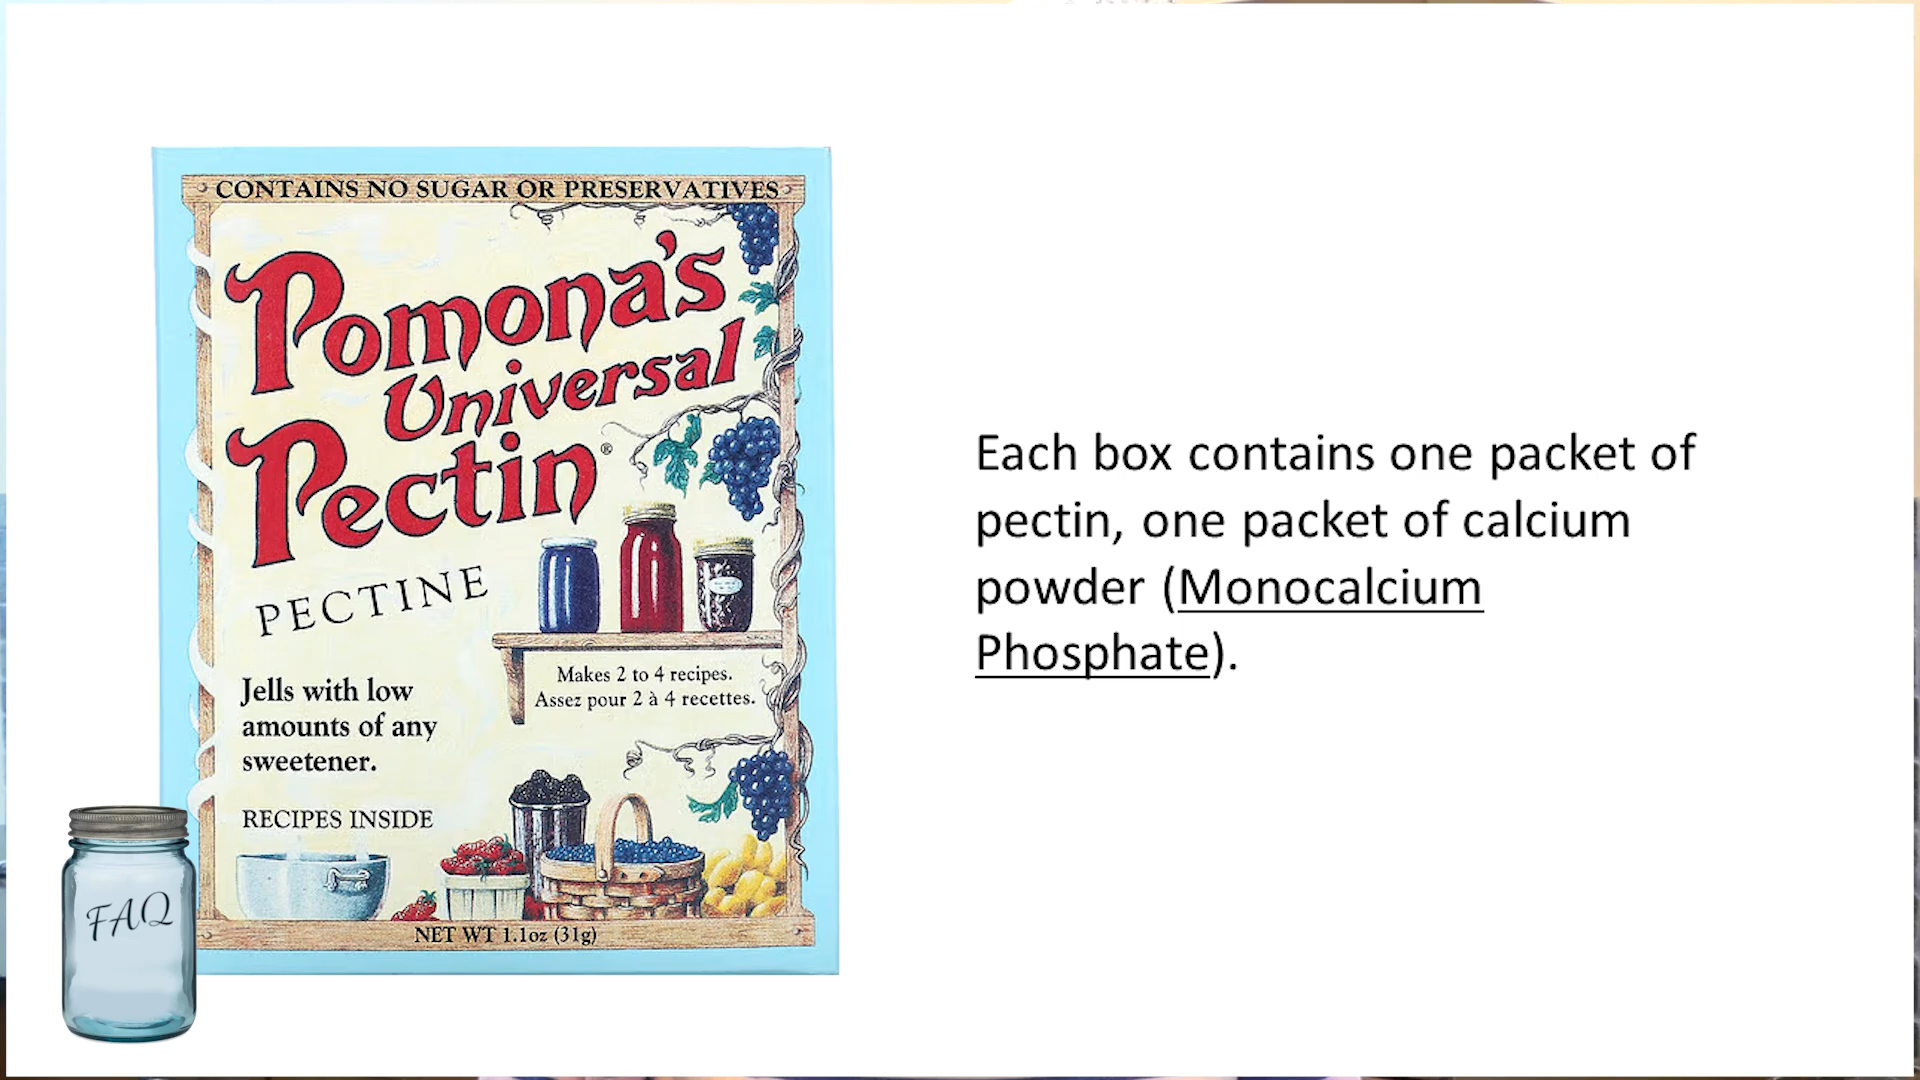 CONTAINS NO SUGAR OR PRESERVATIVES
Pomona's
Universal
Pectin®
PECTINE
Makes 2 to 4 recipes.
Assez pour 2 à 4 recettes.
Jells with low
amounts of any
sweetener.
RECIPES INSIDE
NET WT 1.1oz (31g)
FAQ
Each box contains one packet of
pectin, one packet of calcium
powder (Monocalcium
Phosphate).